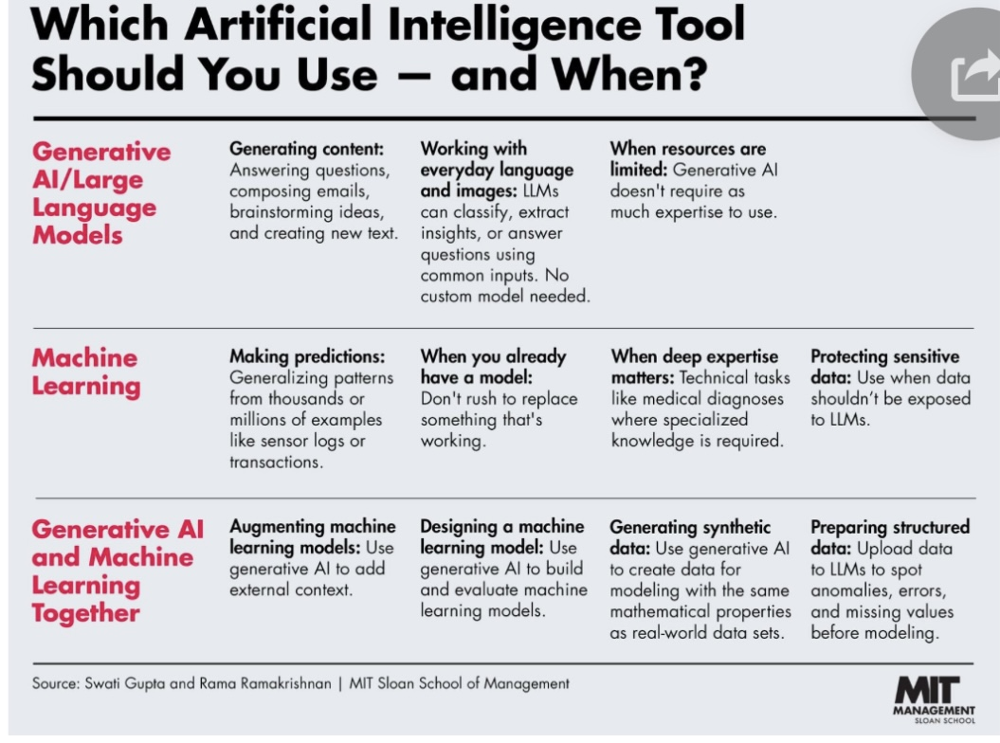 Which Artificial Intelligence Tool
Should You Use — and When?
Generative
AI/Large
Language
Models
Generating content:
Answering questions,
composing emails,
brainstorming ideas,
and creating new text.
Working with
everyday language
and images: LLMs
can classify, extract
insights, or answer
questions using
common inputs. No
custom model needed.
When resources are
limited: Generative AI
doesn't require as
much expertise to use.
Machine
Learning
Making predictions:
Generalizing patterns
from thousands or
millions of examples
like sensor logs or
transactions.
When you already
have a model:
Don't rush to replace
something that's
working.
When deep expertise
matters: Technical tasks
like medical diagnoses
where specialized
knowledge is required.
Protecting sensitive
data: Use when data
shouldn't be exposed
to LLMs.
Generative AI
and Machine
Learning
Together
Augmenting machine
learning models: Use
generative AI to add
external context.
Designing a machine
learning model: Use
generative AI to build
and evaluate machine
learning models.
Generating synthetic
data: Use generative AI
to create data for
modeling with the same
mathematical properties
as real-world data sets.
Preparing structured
data: Upload data
to LLMs to spot
anomalies, errors,
and missing values
before modeling.
Source: Swati Gupta and Rama Ramakrishnan | MIT Sloan School of Management
MIT
MANAGEMENT
SLOAN SCHOOL